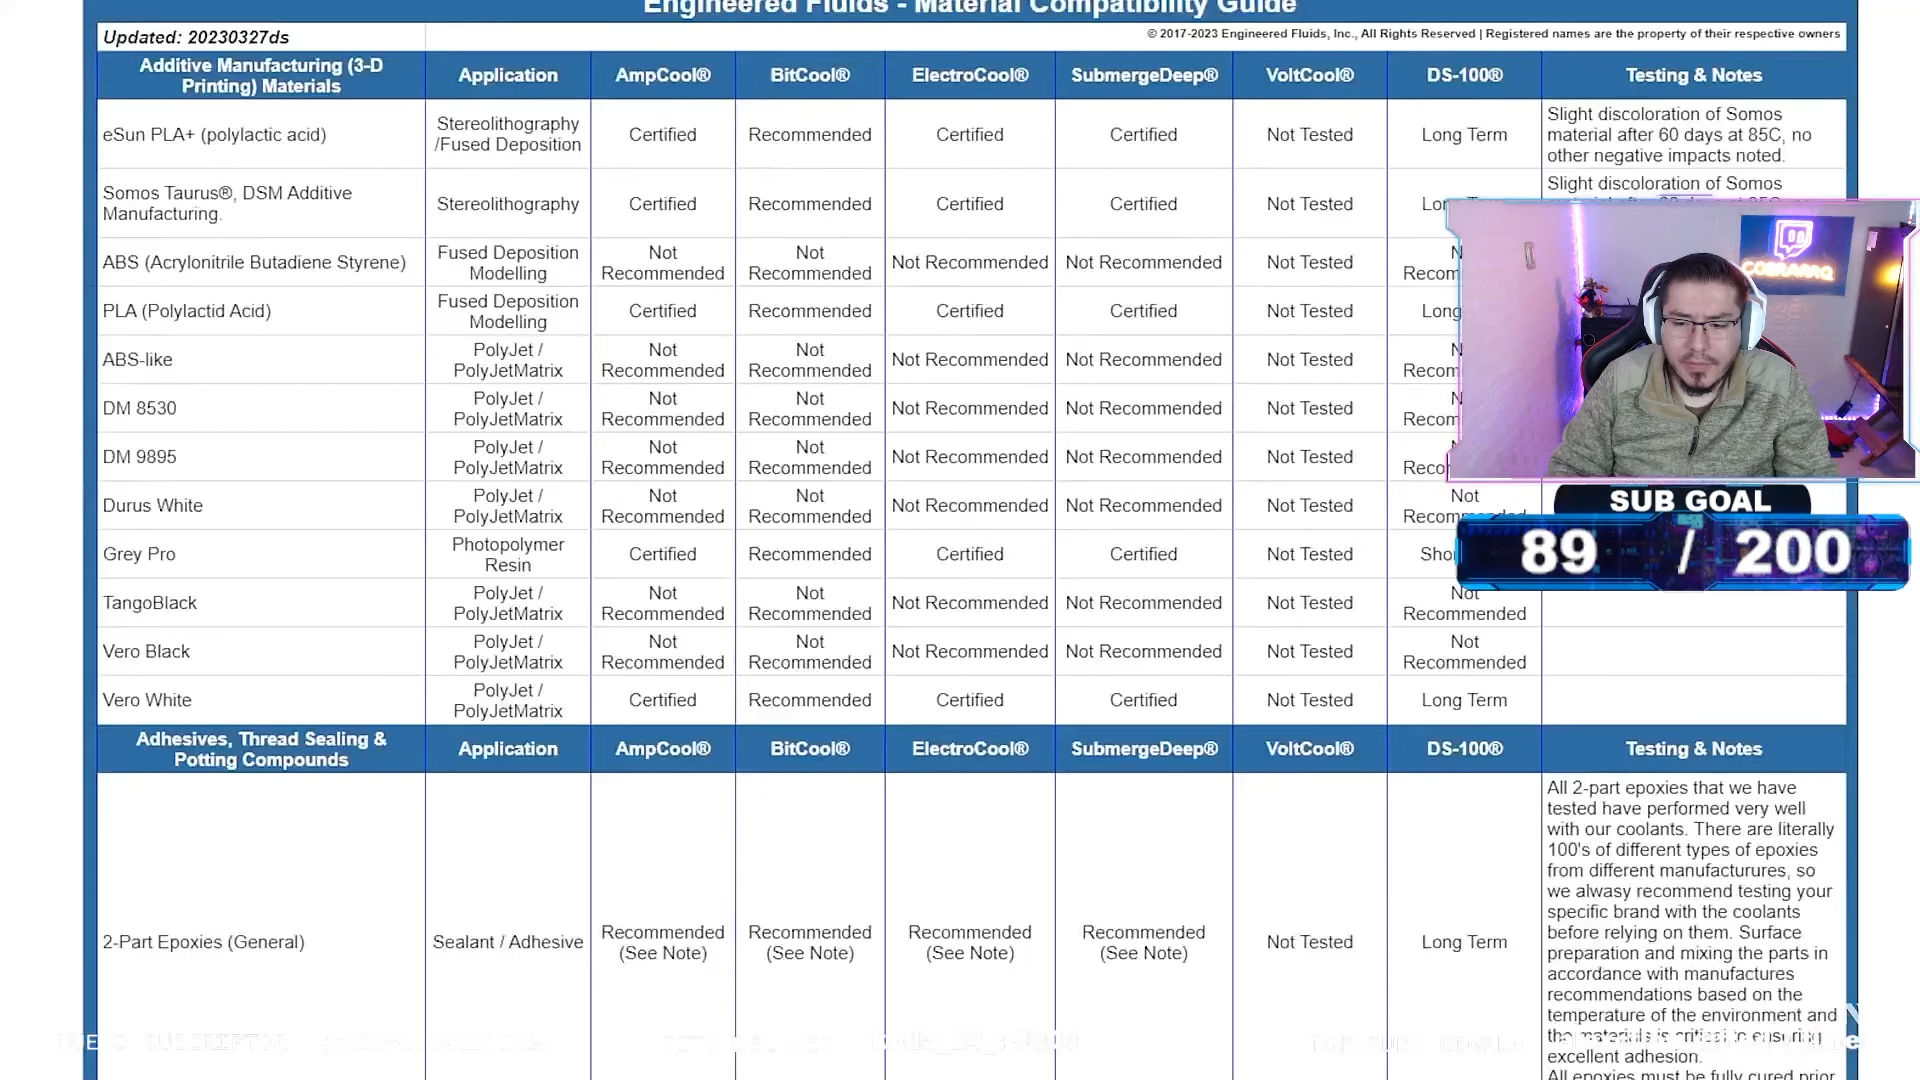 Engineered Fluids - Material Compatibility Guide
Updated: 20230327ds
© 2017-2023 Engineered Fluids, Inc., All Rights Reserved | Registered names are the property of their respective owners
Additive Manufacturing (3-D
Printing) Materials
Application
AmpCool®
BitCool®
ElectroCool®
SubmergeDeep®
VoltCool®
DS-100®
Testing & Notes
eSun PLA+ (polylactic acid)
Stereolithography
/Fused Deposition
Certified
Recommended
Certified
Certified
Not Tested
Long Term
Slight discoloration of Somos
material after 60 days at 85C, no
other negative impacts noted.
Somos Taurus®, DSM Additive
Manufacturing.
Stereolithography
Certified
Recommended
Certified
Certified
Not Tested
Slight discoloration of Somos
ABS (Acrylonitrile Butadiene Styrene)
Fused Deposition
Modelling
Not
Recommended
Not
Recommended
Not Recommended
Not Recommended
Not Tested
PLA (Polylactid Acid)
Fused Deposition
Modelling
Certified
Recommended
Certified
Certified
Not Tested
Long
ABS-like
PolyJet /
PolyJetMatrix
Not
Recommended
Not
Recommended
Not Recommended
Not Recommended
Not Tested
DM 8530
PolyJet /
PolyJetMatrix
Not
Recommended
Not
Recommended
Not Recommended
Not Recommended
Not Tested
DM 9895
PolyJet /
PolyJetMatrix
Not
Recommended
Not
Recommended
Not Recommended
Not Recommended
Not Tested
Durus White
PolyJet /
PolyJetMatrix
Not
Recommended
Not
Recommended
Not Recommended
Not Recommended
Not Tested
Not
Recommended
Grey Pro
Photopolymer
Resin
Certified
Recommended
Certified
Certified
Not Tested
TangoBlack
PolyJet /
PolyJetMatrix
Not
Recommended
Not
Recommended
Not Recommended
Not Recommended
Not Tested
Not
Recommended
Vero Black
PolyJet /
PolyJetMatrix
Not
Recommended
Not
Recommended
Not Recommended
Not Recommended
Not Tested
Not
Recommended
Vero White
PolyJet /
PolyJetMatrix
Certified
Recommended
Certified
Certified
Not Tested
Long Term
SUB GOAL
89 / 200
Adhesives, Thread Sealing &
Potting Compounds
Application
AmpCool®
BitCool®
ElectroCool®
SubmergeDeep®
VoltCool®
DS-100®
Testing & Notes
2-Part Epoxies (General)
Sealant / Adhesive
Recommended
(See Note)
Recommended
(See Note)
Recommended
(See Note)
Recommended
(See Note)
Not Tested
Long Term
All 2-part epoxies that we have
tested have performed very well
with our coolants. There are literally
100's of different types of epoxies
from different manufacturures, so
we alwasy recommend testing your
specific brand with the coolants
before relying on them. Surface
preparation and mixing the parts in
accordance with manufactures
recommendations based on the
temperature of the environment and
the materials is critical to ensuring
excellent adhesion.
All epoxies must be fully cured prior